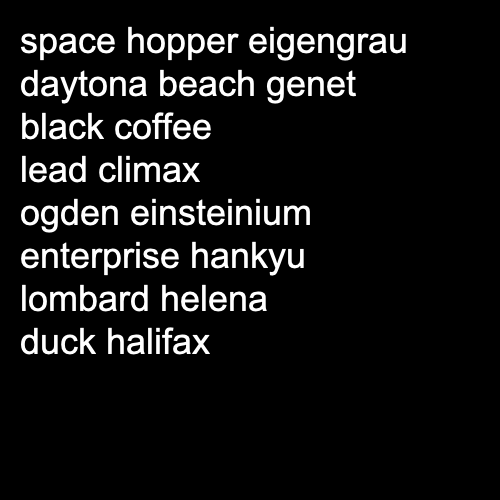 space hopper eigengrau
daytona beach genet
black coffee
lead climax
ogden einsteinium
enterprise hankyu
lombard helena
duck halifax